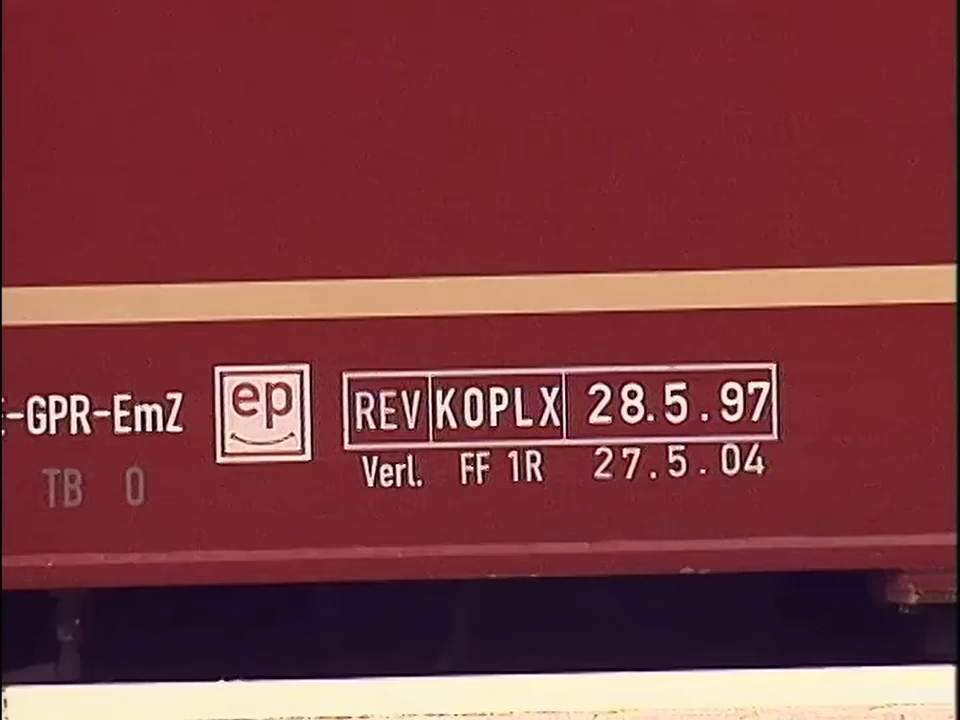 -GPR-EmZ ep REV KOPLX 28.5.97
TB 0 Verl. FF 1R 27.5.04